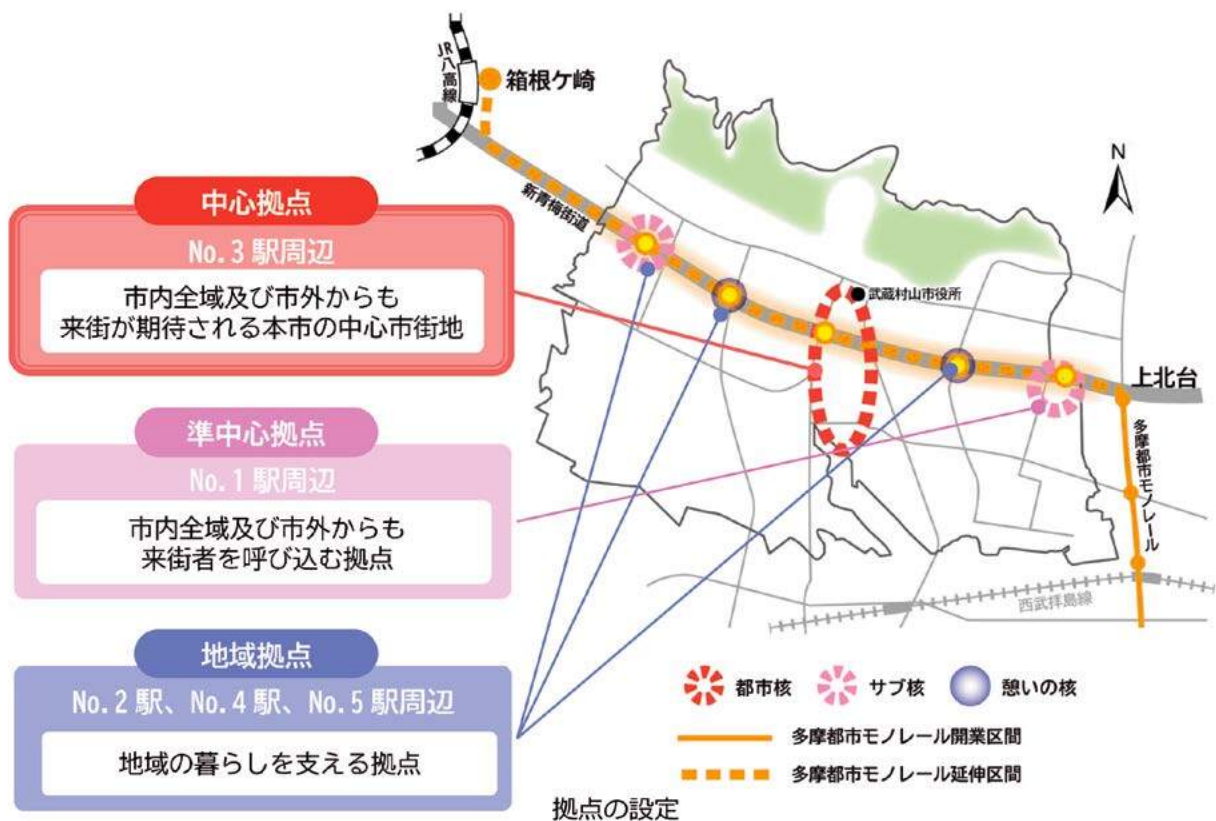 JR八高線
箱根ケ崎
新青梅街道
N
中心拠点
No.3 駅周辺
市内全域及び市外からも
来街が期待される本市の中心市街地
武蔵村山市役所
上北台
準中心拠点
No.1 駅周辺
市内全域及び市外からも
来街者を呼び込む拠点
多摩都市モノレール
西武拝島線
地域拠点
No.2 駅、No.4 駅、No.5 駅周辺
地域の暮らしを支える拠点
都市核
サブ核
憩いの核
多摩都市モノレール開業区間
多摩都市モノレール延伸区間
拠点の設定